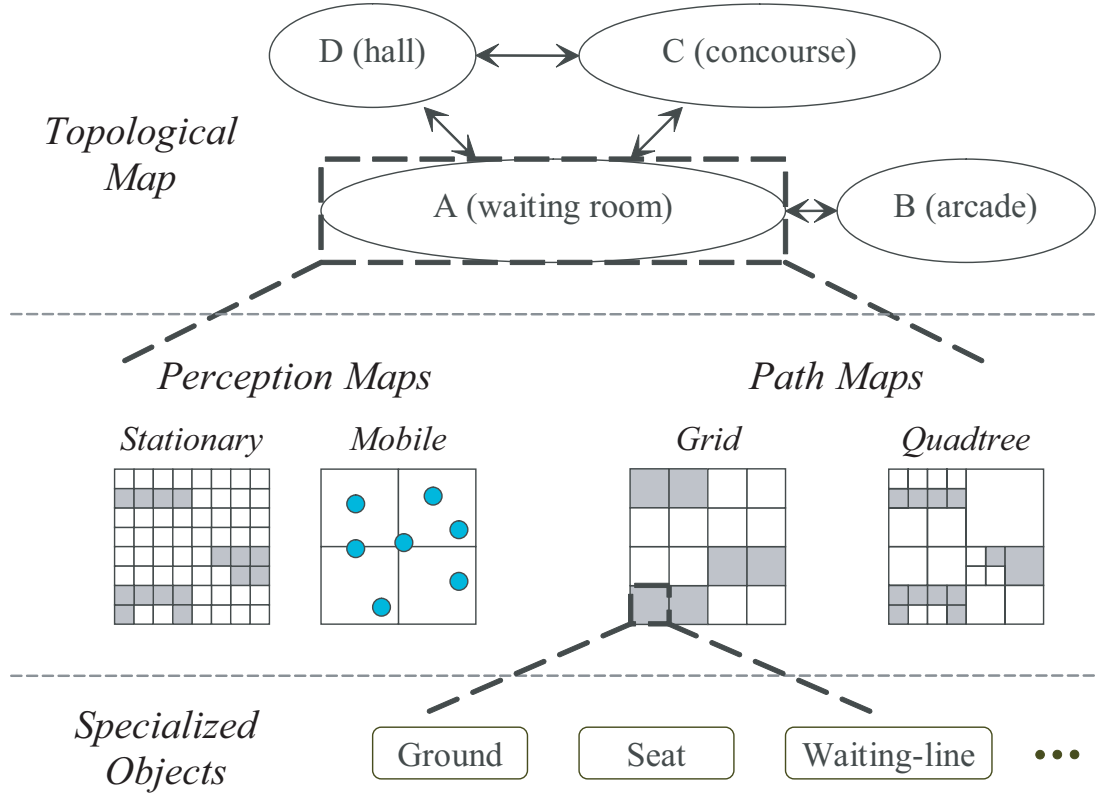 D (hall)
C (concourse)
Topological
Map
A (waiting room)
B (arcade)
Perception Maps
Path Maps
Stationary
Mobile
Grid
Quadtree
Specialized
Objects
Ground
Seat
Waiting-line
•••